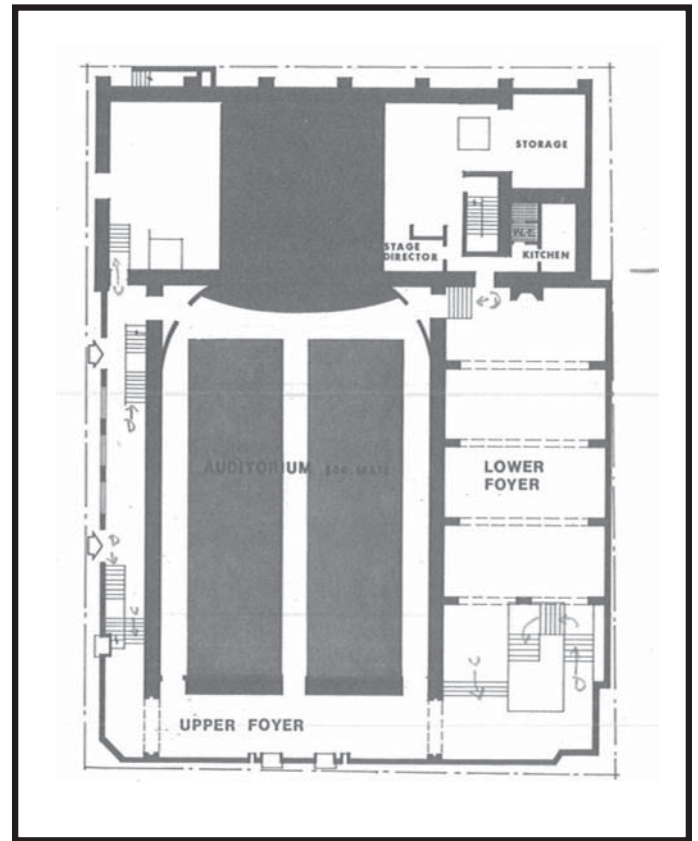 STORAGE
W.C.
STAGE
DIRECTOR
KITCHEN
AUDITORIUM
LOWER
FOYER
UPPER FOYER